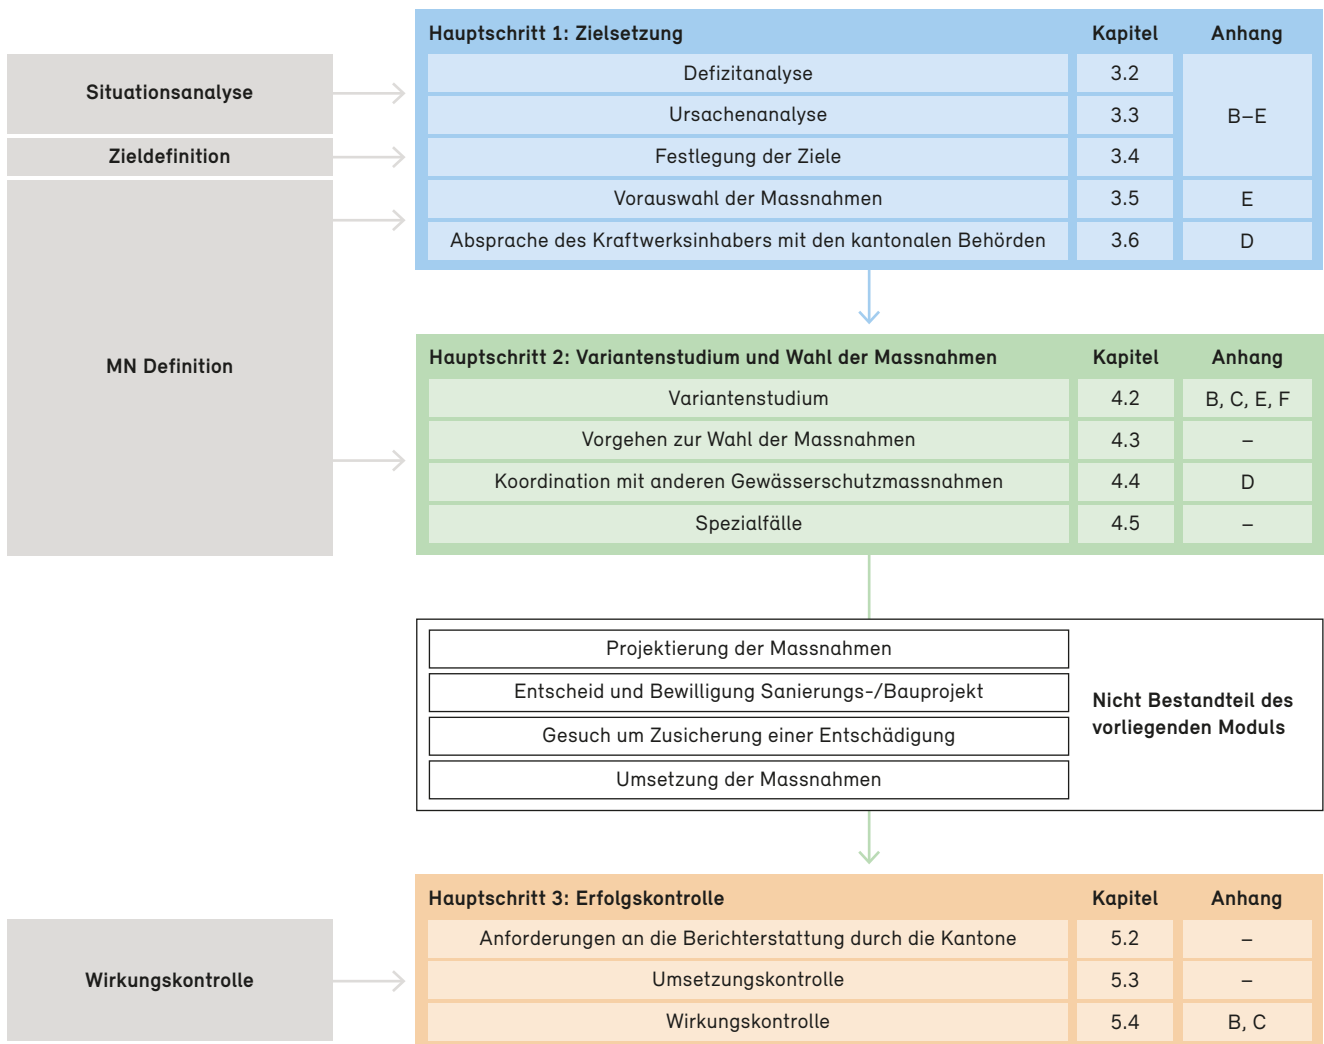 Situationsanalyse
Zieldefinition
MN Definition
Hauptschritt 1: Zielsetzung Kapitel Anhang
Defizitanalyse 3.2
Ursachenanalyse 3.3 B–E
Festlegung der Ziele 3.4
Vorauswahl der Massnahmen 3.5 E
Absprache des Kraftwerksinhabers mit den kantonalen Behörden 3.6 D
Hauptschritt 2: Variantenstudium und Wahl der Massnahmen Kapitel Anhang
Variantenstudium 4.2 B, C, E, F
Vorgehen zur Wahl der Massnahmen 4.3 –
Koordination mit anderen Gewässerschutzmassnahmen 4.4 D
Spezialfälle 4.5 –
Projektierung der Massnahmen
Entscheid und Bewilligung Sanierungs-/Bauprojekt
Gesuch um Zusicherung einer Entschädigung
Umsetzung der Massnahmen
Nicht Bestandteil des
vorliegenden Moduls
Wirkungskontrolle
Hauptschritt 3: Erfolgskontrolle Kapitel Anhang
Anforderungen an die Berichterstattung durch die Kantone 5.2 –
Umsetzungskontrolle 5.3 –
Wirkungskontrolle 5.4 B, C